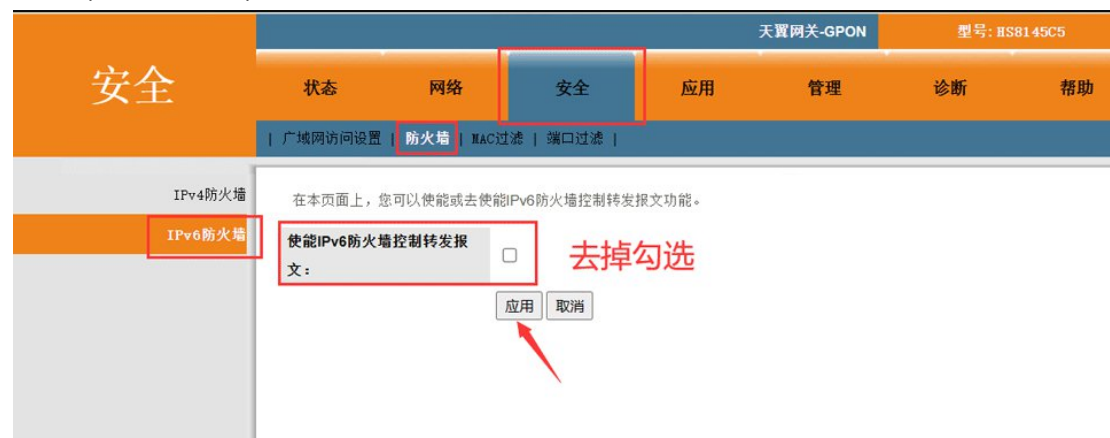 天翼网关-GPON 型号: HS8145C5
安全
状态 网络 安全 应用 管理 诊断 帮助
| 广域网访问设置 | 防火墙 | MAC过滤 | 端口过滤 |
IPv4防火墙
IPv6防火墙
在本页面上，您可以使能或去使能IPv6防火墙控制转发报文功能。
使能IPv6防火墙控制转发报
文：
去掉勾选
应用 取消